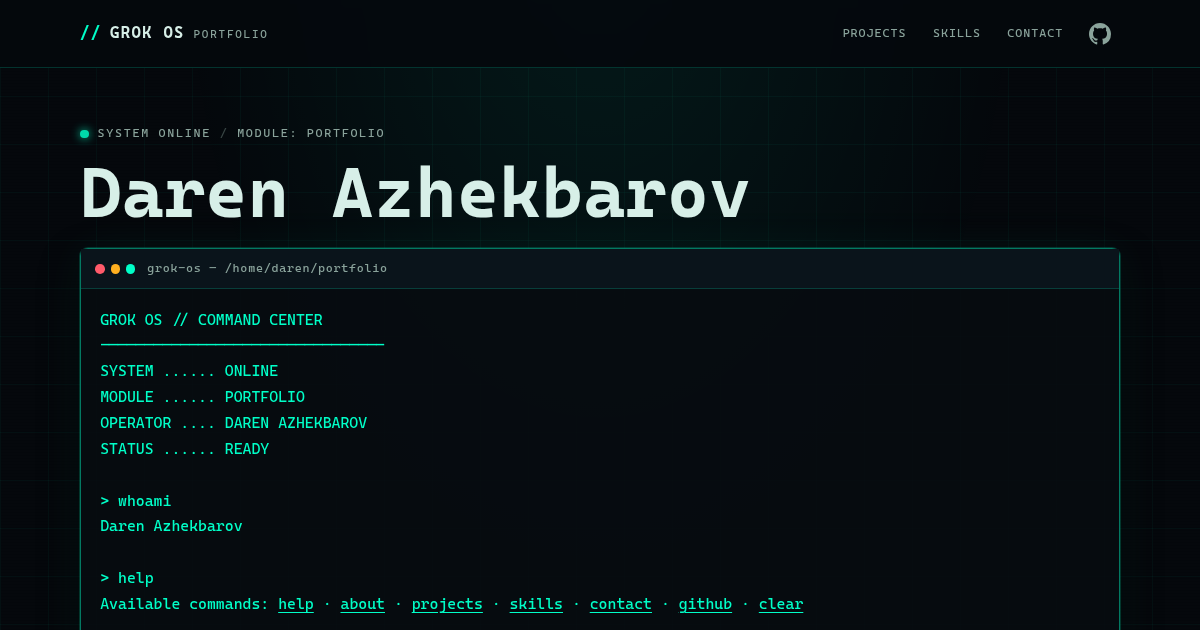 // GROK OS PORTFOLIO
PROJECTS SKILLS CONTACT
SYSTEM ONLINE / MODULE: PORTFOLIO
Daren Azhekbarov
grok-os — /home/daren/portfolio
GROK OS // COMMAND CENTER
────────────────────────────────
SYSTEM ...... ONLINE
MODULE ...... PORTFOLIO
OPERATOR .... DAREN AZHEKBAROV
STATUS ...... READY
> whoami
Daren Azhekbarov
> help
Available commands: help · about · projects · skills · contact · github · clear